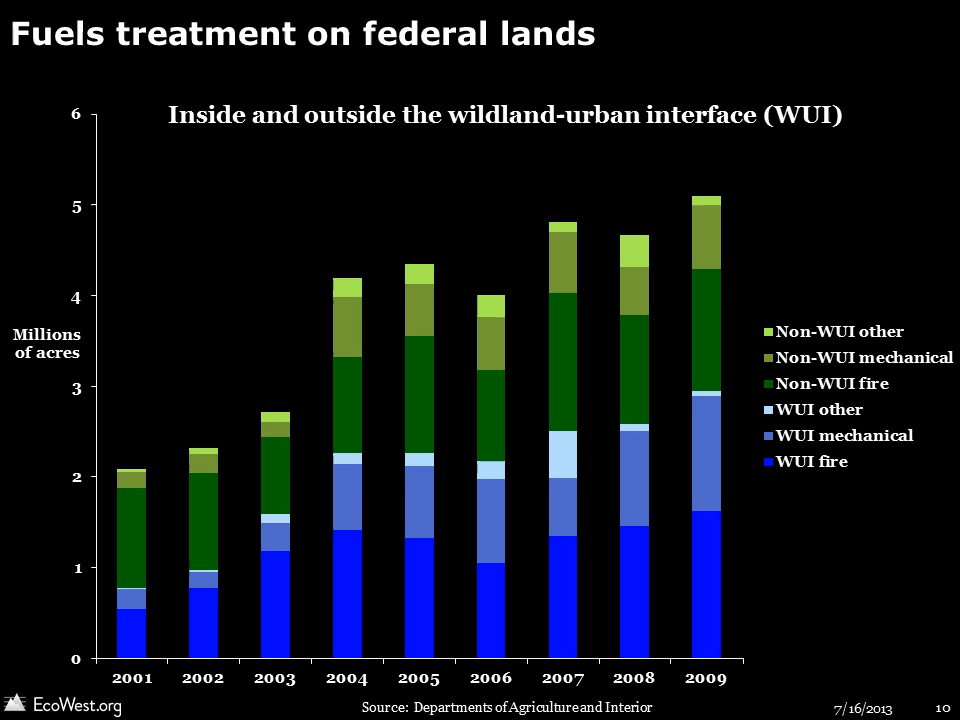 Fuels treatment on federal lands
Inside and outside the wildland-urban interface (WUI)
6
5
4
Millions
of acres
3
2
1
0
Non-WUI other
Non-WUI mechanical
Non-WUI fire
WUI other
WUI mechanical
WUI fire
2001 2002 2003 2004 2005 2006 2007 2008 2009
EcoWest.org
Source: Departments of Agriculture and Interior
7/16/2013
10